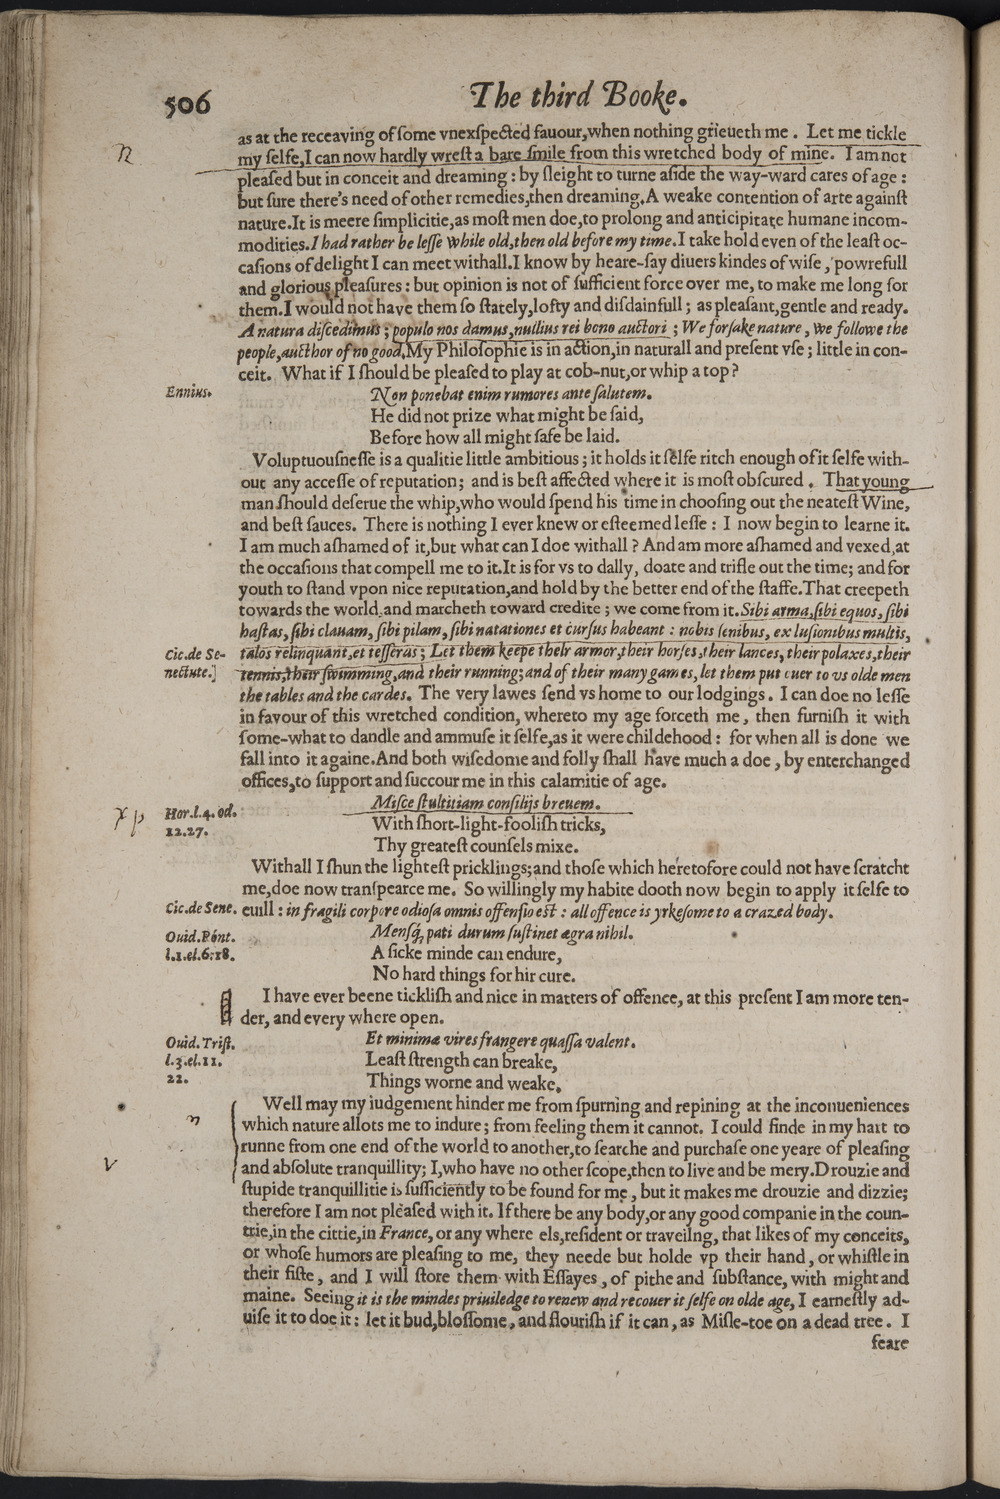 506
The third Booke.
as at the receaving of ſome vnexſpected fauour,when nothing grieueth me . Let me tickle
n
my ſelfe,I can now hardly wreſt a bare ſmile from this wretched body of mine. I am not
pleaſed but in conceit and dreaming : by ſleight to turne aſide the way-ward cares of age :
but ſure there's need of other remedies,then dreaming.A weake contention of arte againſt
nature.It is meere ſimplicitie,as moſt men doe,to prolong and anticipitate humane incom-
modities.I had rather be leſſe while old,then old before my time.I take hold even of the leaſt oc-
caſions of delight I can meet withall.I know by heare-ſay diuers kindes of wiſe , powrefull
and glorious pleaſures : but opinion is not of ſufficient force over me, to make me long for
them.I would not have them ſo ſtately,lofty and diſdainfull ; as pleaſant,gentle and ready.
A natura diſcedimus ; populo nos damus,nullius rei bono auctori ; We forſake nature , We followe the
people,aucthor of no good.My Philoſophie is in action,in naturall and preſent vſe ; little in con-
ceit. What if I ſhould be pleaſed to play at cob-nut,or whip a top ?
Ennius.
Non ponebat enim rumores ante ſalutem.
He did not prize what might be ſaid,
Before how all might ſafe be laid.
Voluptuouſneſſe is a qualitie little ambitious ; it holds it ſelfe ritch enough of it ſelfe with-
out any acceſſe of reputation; and is beſt affected where it is moſt obſcured . That young
man ſhould deſerue the whip,who would ſpend his time in chooſing out the neateſt Wine,
and beſt ſauces. There is nothing I ever knew or eſteemed leſſe : I now begin to learne it.
I am much aſhamed of it,but what can I doe withall ? And am more aſhamed and vexed,at
the occaſions that compell me to it.It is for vs to dally, doate and trifle out the time; and for
youth to ſtand vpon nice reputation,and hold by the better end of the ſtaffe.That creepeth
towards the world,and marcheth toward credite ; we come from it.Sibi arma,ſibi equos, ſibi
haſtas, ſibi clauam, ſibi pilam, ſibi natationes et curſus habeant : nobis ſenibus, ex luſionibus multis,
Cic.de Se-
talos relinquant,et teſſeras ; Let them keepe their armor,their horſes,their lances, their polaxes,their
nectute.]
tennis,their ſwimming,and their running;and of their many games, let them put ouer to vs olde men
the tables and the cardes. The very lawes ſend vs home to our lodgings. I can doe no leſſe
in favour of this wretched condition, whereto my age forceth me, then furniſh it with
ſome-what to dandle and ammuſe it ſelfe,as it were childehood : for when all is done we
fall into it againe.And both wiſedome and folly ſhall have much a doe , by enterchanged
offices,to ſupport and ſuccour me in this calamitie of age.
Hor.l.4.od.
12.27.
Miſce ſtultitiam conſilijs breuem.
With ſhort-light-fooliſh tricks,
Thy greateſt counſels mixe.
Withall I ſhun the lighteſt pricklings;and thoſe which heretofore could not have ſcratcht
me,doe now tranſpearce me. So willingly my habite dooth now begin to apply it ſelfe to
Cic.de Sene.
euill : in fragili corpore odioſa omnis offenſio eſt : all offence is yrkeſome to a crazed body.
Ouid.Pont.
l.1.el.6.18.
Menſq́; pati durum ſuſtinet ægra nihil.
A ſicke minde can endure,
No hard things for hir cure.
I have ever beene tickliſh and nice in matters of offence, at this preſent I am more ten-
der, and every where open.
Ouid.Triſt.
l.3.el.11.
22.
Et minimæ vires frangere quaſſa valent.
Leaſt ſtrength can breake,
Things worne and weake.
Well may my iudgement hinder me from ſpurning and repining at the inconueniences
n
which nature allots me to indure ; from feeling them it cannot. I could finde in my hart to
runne from one end of the world to another,to ſearche and purchaſe one yeare of pleaſing
V
and abſolute tranquillity; I,who have no other ſcope,then to live and be mery.Drouzie and
ſtupide tranquillitie is ſufficiently to be found for me , but it makes me drouzie and dizzie;
therefore I am not pleaſed with it. If there be any body,or any good companie in the coun-
trie,in the cittie,in France, or any where els,reſident or traveilng, that likes of my conceits,
or whoſe humors are pleaſing to me, they neede but holde vp their hand , or whiſtle in
their fiſte , and I will ſtore them with Eſſayes , of pithe and ſubſtance, with might and
maine. Seeing it is the mindes priuiledge to renew and recouer it ſelfe on olde age, I earneſtly ad-
uiſe it to doe it : let it bud,bloſſome, and flouriſh if it can , as Miſle-toe on a dead tree. I
feare